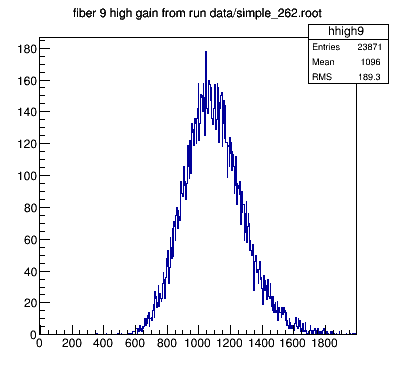 fiber 9 high gain from run data/simple_262.root
hhigh9
Entries 23871
Mean 1096
RMS 189.3
180
160
140
120
100
80
60
40
20
0
0 200 400 600 800 1000 1200 1400 1600 1800